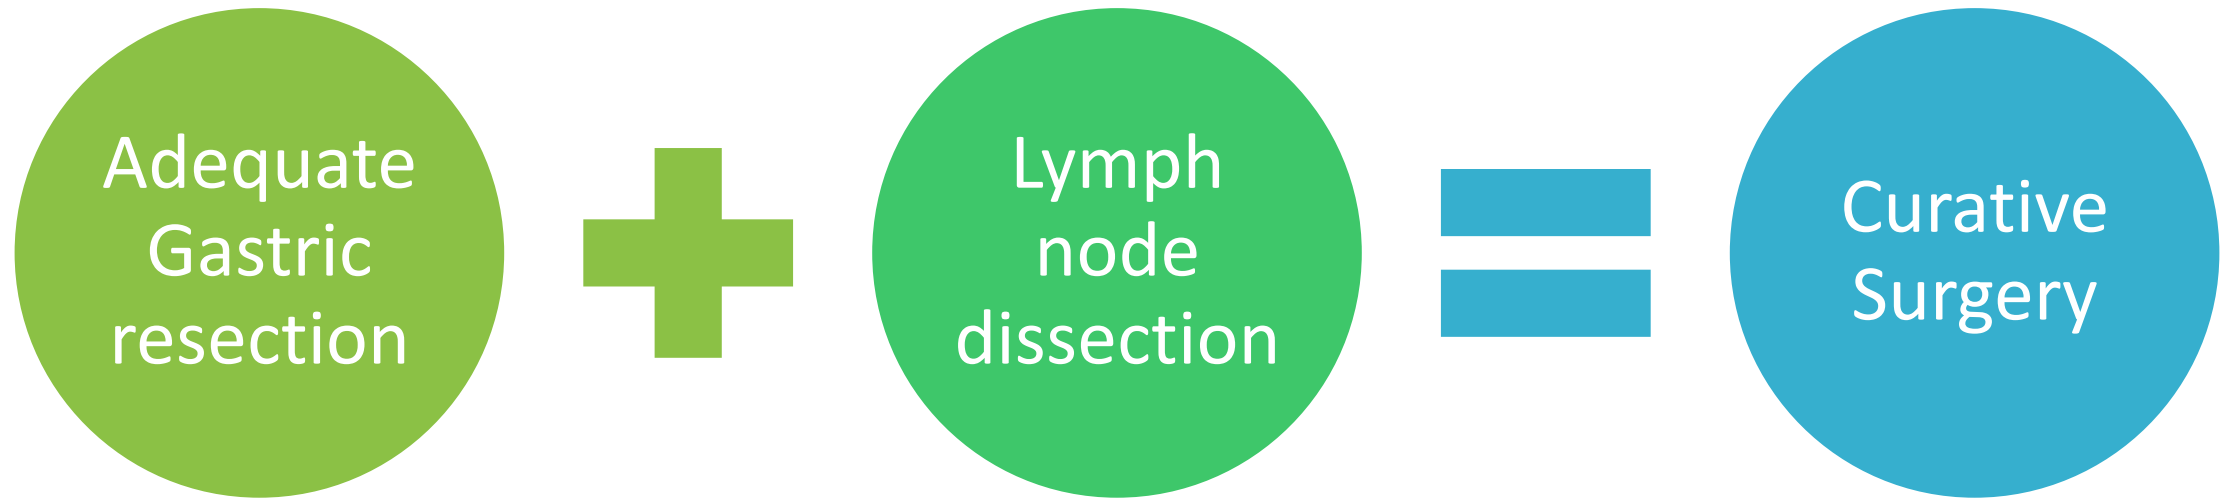 Adequate
Gastric
resection
Lymph
node
dissection
Curative
Surgery